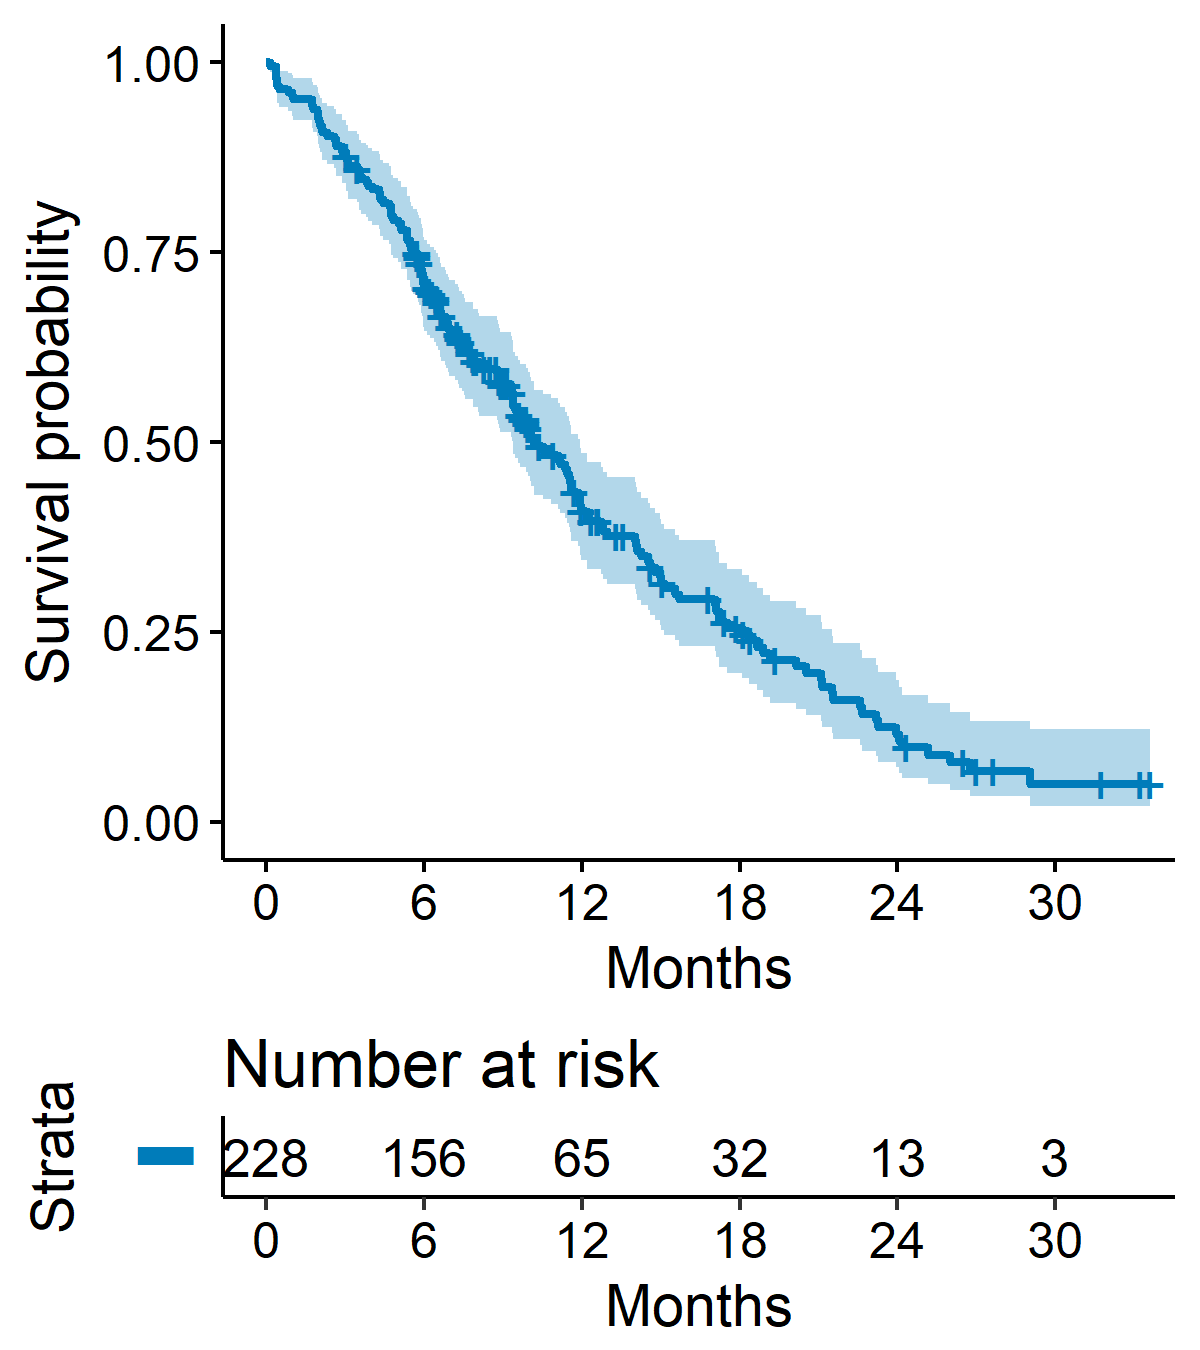 Survival probability
1.00
0.75
0.50
0.25
0.00
0 6 12 18 24 30
Months
Number at risk
Strata
228 156 65 32 13 3
0 6 12 18 24 30
Months